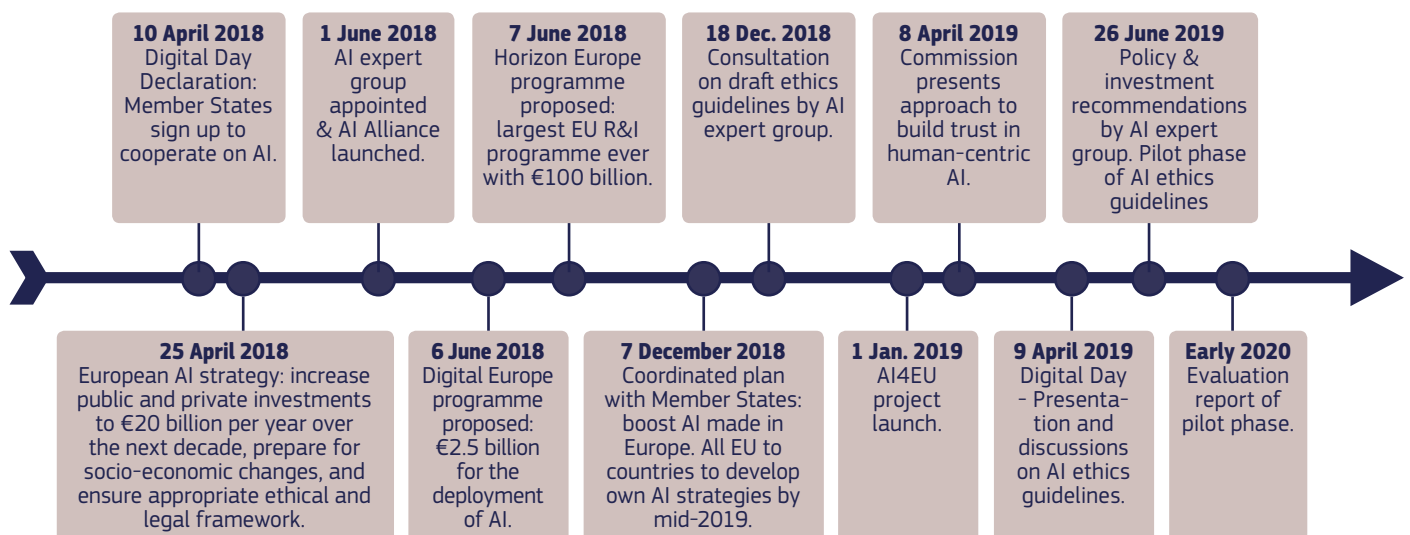 10 April 2018
Digital Day
Declaration:
Member States
sign up to
cooperate on AI.
1 June 2018
AI expert
group
appointed
& AI Alliance
launched.
7 June 2018
Horizon Europe
programme
proposed:
largest EU R&I
programme ever
with €100 billion.
18 Dec. 2018
Consultation
on draft ethics
guidelines by AI
expert group.
8 April 2019
Commission
presents
approach to
build trust in
human-centric
AI.
26 June 2019
Policy &
investment
recommendations
by AI expert
group. Pilot phase
of AI ethics
guidelines
25 April 2018
European AI strategy: increase
public and private investments
to €20 billion per year over
the next decade, prepare for
socio-economic changes, and
ensure appropriate ethical and
legal framework.
6 June 2018
Digital Europe
programme
proposed:
€2.5 billion
for the
deployment
of AI.
7 December 2018
Coordinated plan
with Member States:
boost AI made in
Europe. All EU to
countries to develop
own AI strategies by
mid-2019.
1 Jan. 2019
AI4EU
project
launch.
9 April 2019
Digital Day
- Presenta-
tion and
discussions
on AI ethics
guidelines.
Early 2020
Evaluation
report of
pilot phase.